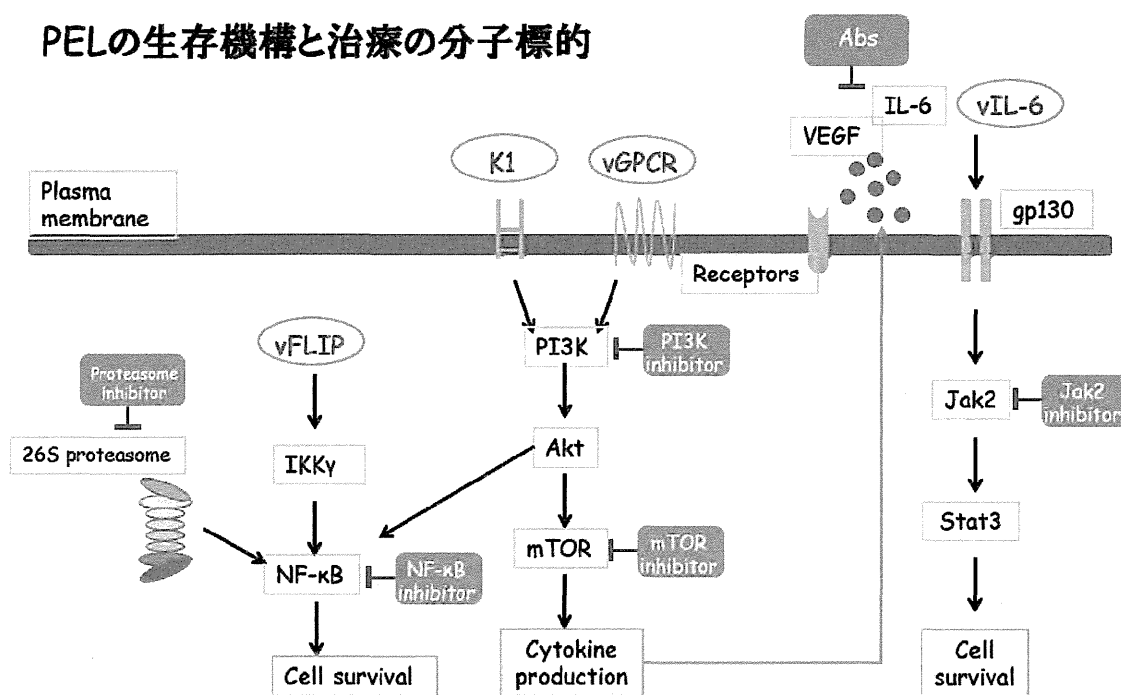 PELの生存機構と治療の分子標的
Abs
IL-6
vIL-6
VEGF
K1
vGPCR
Plasma
membrane
gp130
Receptors
vFLIP
PI3K
PI3K
inhibitor
Proteasome
inhibitor
Jak2
Jak2
inhibitor
26S proteasome
IKKγ
Akt
Stat3
NF-κB
NF-κB
inhibitor
mTOR
mTOR
inhibitor
Cell survival
Cytokine
production
Cell
survival